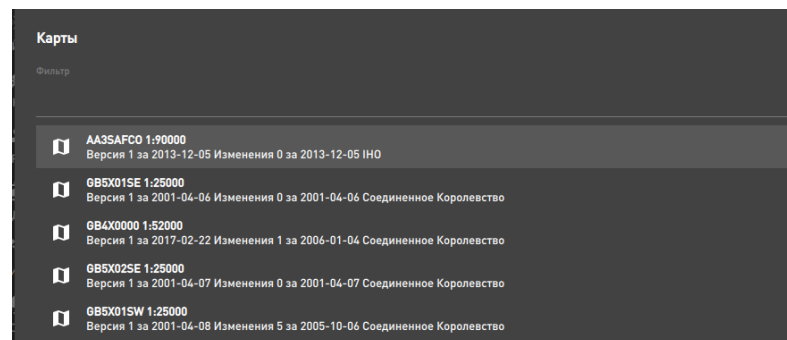 Карты
Фильтр
AA3SAFCO 1:90000
Версия 1 за 2013-12-05 Изменения 0 за 2013-12-05 IHO
GB5X01SE 1:25000
Версия 1 за 2001-04-06 Изменения 0 за 2001-04-06 Соединенное Королевство
GB4X0000 1:52000
Версия 1 за 2017-02-22 Изменения 1 за 2006-01-04 Соединенное Королевство
GB5X02SE 1:25000
Версия 1 за 2001-04-07 Изменения 0 за 2001-04-07 Соединенное Королевство
GB5X01SW 1:25000
Версия 1 за 2001-04-08 Изменения 5 за 2005-10-06 Соединенное Королевство